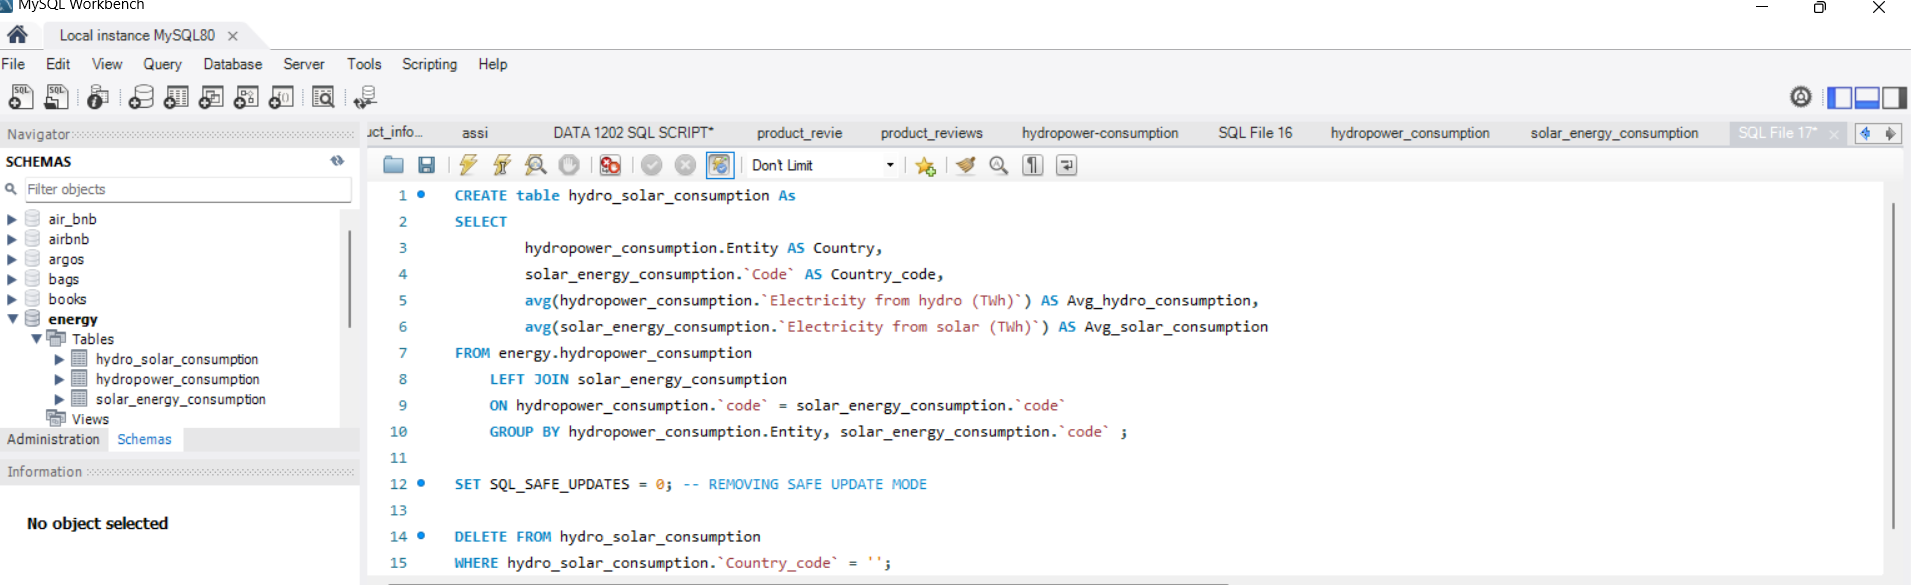 MySQL Workbench
Local instance MySQL80
File Edit View Query Database Server Tools Scripting Help
Navigator
SCHEMAS
Filter objects
air_bnb
airbnb
argos
bags
books
energy
Tables
hydro_solar_consumption
hydropower_consumption
solar_energy_consumption
Views
Administration Schemas
Information
No object selected
uct_info... assi DATA 1202 SQL SCRIPT* product_revie product_reviews hydropower-consumption SQL File 16 hydropower_consumption solar_energy_consumption SQL File 17*
Don't Limit
1 CREATE table hydro_solar_consumption As
2 SELECT
3 hydropower_consumption.Entity AS Country,
4 solar_energy_consumption.`Code` AS Country_code,
5 avg(hydropower_consumption.`Electricity from hydro (TWh)`) AS Avg_hydro_consumption,
6 avg(solar_energy_consumption.`Electricity from solar (TWh)`) AS Avg_solar_consumption
7 FROM energy.hydropower_consumption
8 LEFT JOIN solar_energy_consumption
9 ON hydropower_consumption.`code` = solar_energy_consumption.`code`
10 GROUP BY hydropower_consumption.Entity, solar_energy_consumption.`code` ;
11
12 SET SQL_SAFE_UPDATES = 0; -- REMOVING SAFE UPDATE MODE
13
14 DELETE FROM hydro_solar_consumption
15 WHERE hydro_solar_consumption.`Country_code` = '';